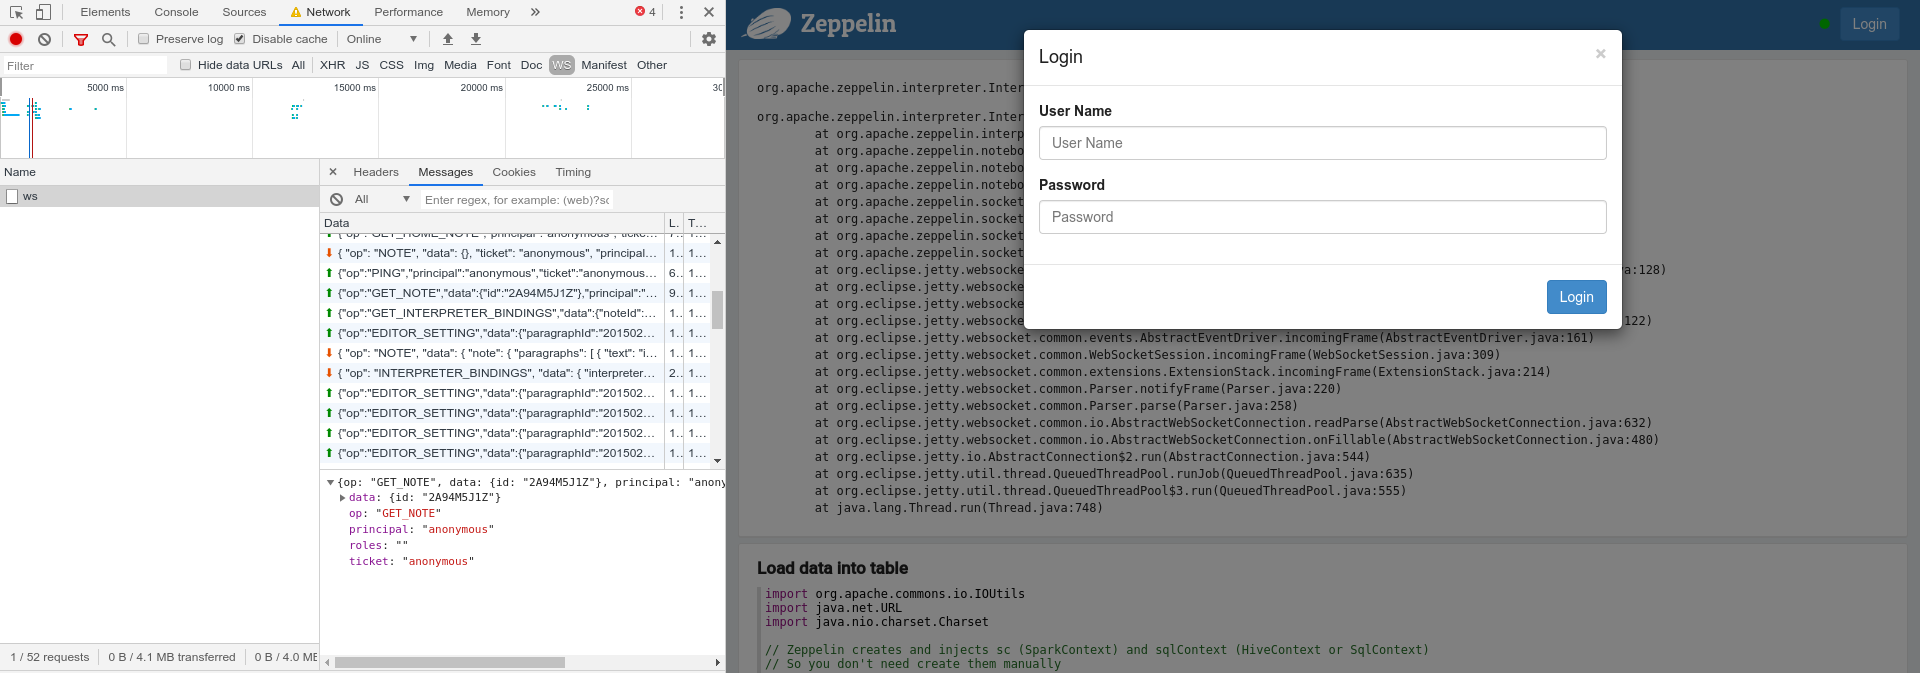 Elements Console Sources Network Performance Memory » 4
Preserve log Disable cache Online
Filter Hide data URLs All XHR JS CSS Img Media Font Doc WS Manifest Other
5000 ms 10000 ms 15000 ms 20000 ms 25000 ms 30
Name
ws
× Headers Messages Cookies Timing
All Enter regex, for example: (web)?sc
Data L.. T...
{"op":"GET_HOME_NOTE","principal":"anonymous","ticke... 7.. 1...
{ "op": "NOTE", "data": {}, "ticket": "anonymous", "principal... 1.. 1...
{"op":"PING","principal":"anonymous","ticket":"anonymous... 6.. 1...
{"op":"GET_NOTE","data":{"id":"2A94M5J1Z"},"principal":"... 9.. 1...
{"op":"GET_INTERPRETER_BINDINGS","data":{"noteId":... 1.. 1...
{"op":"EDITOR_SETTING","data":{"paragraphId":"201502... 1.. 1...
{ "op": "NOTE", "data": { "note": { "paragraphs": [ { "text": "i... 1.. 1...
{ "op": "INTERPRETER_BINDINGS", "data": { "interpreter... 2.. 1...
{"op":"EDITOR_SETTING","data":{"paragraphId":"201502... 1.. 1...
{"op":"EDITOR_SETTING","data":{"paragraphId":"201502... 1.. 1...
{"op":"EDITOR_SETTING","data":{"paragraphId":"201502... 1.. 1...
{"op":"EDITOR_SETTING","data":{"paragraphId":"201502... 1.. 1...
{op: "GET_NOTE", data: {id: "2A94M5J1Z"}, principal: "anony
data: {id: "2A94M5J1Z"}
op: "GET_NOTE"
principal: "anonymous"
roles: ""
ticket: "anonymous"
1 / 52 requests 0 B / 4.1 MB transferred 0 B / 4.0 ME
Zeppelin Login
Login ×
User Name
User Name
Password
Password
Login
org.apache.zeppelin.interpreter.Inter
org.apache.zeppelin.interpreter.Inter
at org.apache.zeppelin.interp
at org.apache.zeppelin.notebo
at org.apache.zeppelin.notebo
at org.apache.zeppelin.notebo
at org.apache.zeppelin.socket
at org.apache.zeppelin.socket
at org.apache.zeppelin.socket
at org.apache.zeppelin.socket
at org.eclipse.jetty.websocke a:128)
at org.eclipse.jetty.websocke
at org.eclipse.jetty.websocke
at org.eclipse.jetty.websocke 122)
at org.eclipse.jetty.websocket.common.events.AbstractEventDriver.incomingFrame(AbstractEventDriver.java:161)
at org.eclipse.jetty.websocket.common.WebSocketSession.incomingFrame(WebSocketSession.java:309)
at org.eclipse.jetty.websocket.common.extensions.ExtensionStack.incomingFrame(ExtensionStack.java:214)
at org.eclipse.jetty.websocket.common.Parser.notifyFrame(Parser.java:220)
at org.eclipse.jetty.websocket.common.Parser.parse(Parser.java:258)
at org.eclipse.jetty.websocket.common.io.AbstractWebSocketConnection.readParse(AbstractWebSocketConnection.java:632)
at org.eclipse.jetty.websocket.common.io.AbstractWebSocketConnection.onFillable(AbstractWebSocketConnection.java:480)
at org.eclipse.jetty.io.AbstractConnection$2.run(AbstractConnection.java:544)
at org.eclipse.jetty.util.thread.QueuedThreadPool.runJob(QueuedThreadPool.java:635)
at org.eclipse.jetty.util.thread.QueuedThreadPool$3.run(QueuedThreadPool.java:555)
at java.lang.Thread.run(Thread.java:748)
Load data into table
import org.apache.commons.io.IOUtils
import java.net.URL
import java.nio.charset.Charset
// Zeppelin creates and injects sc (SparkContext) and sqlContext (HiveContext or SqlContext)
// So you don't need create them manually